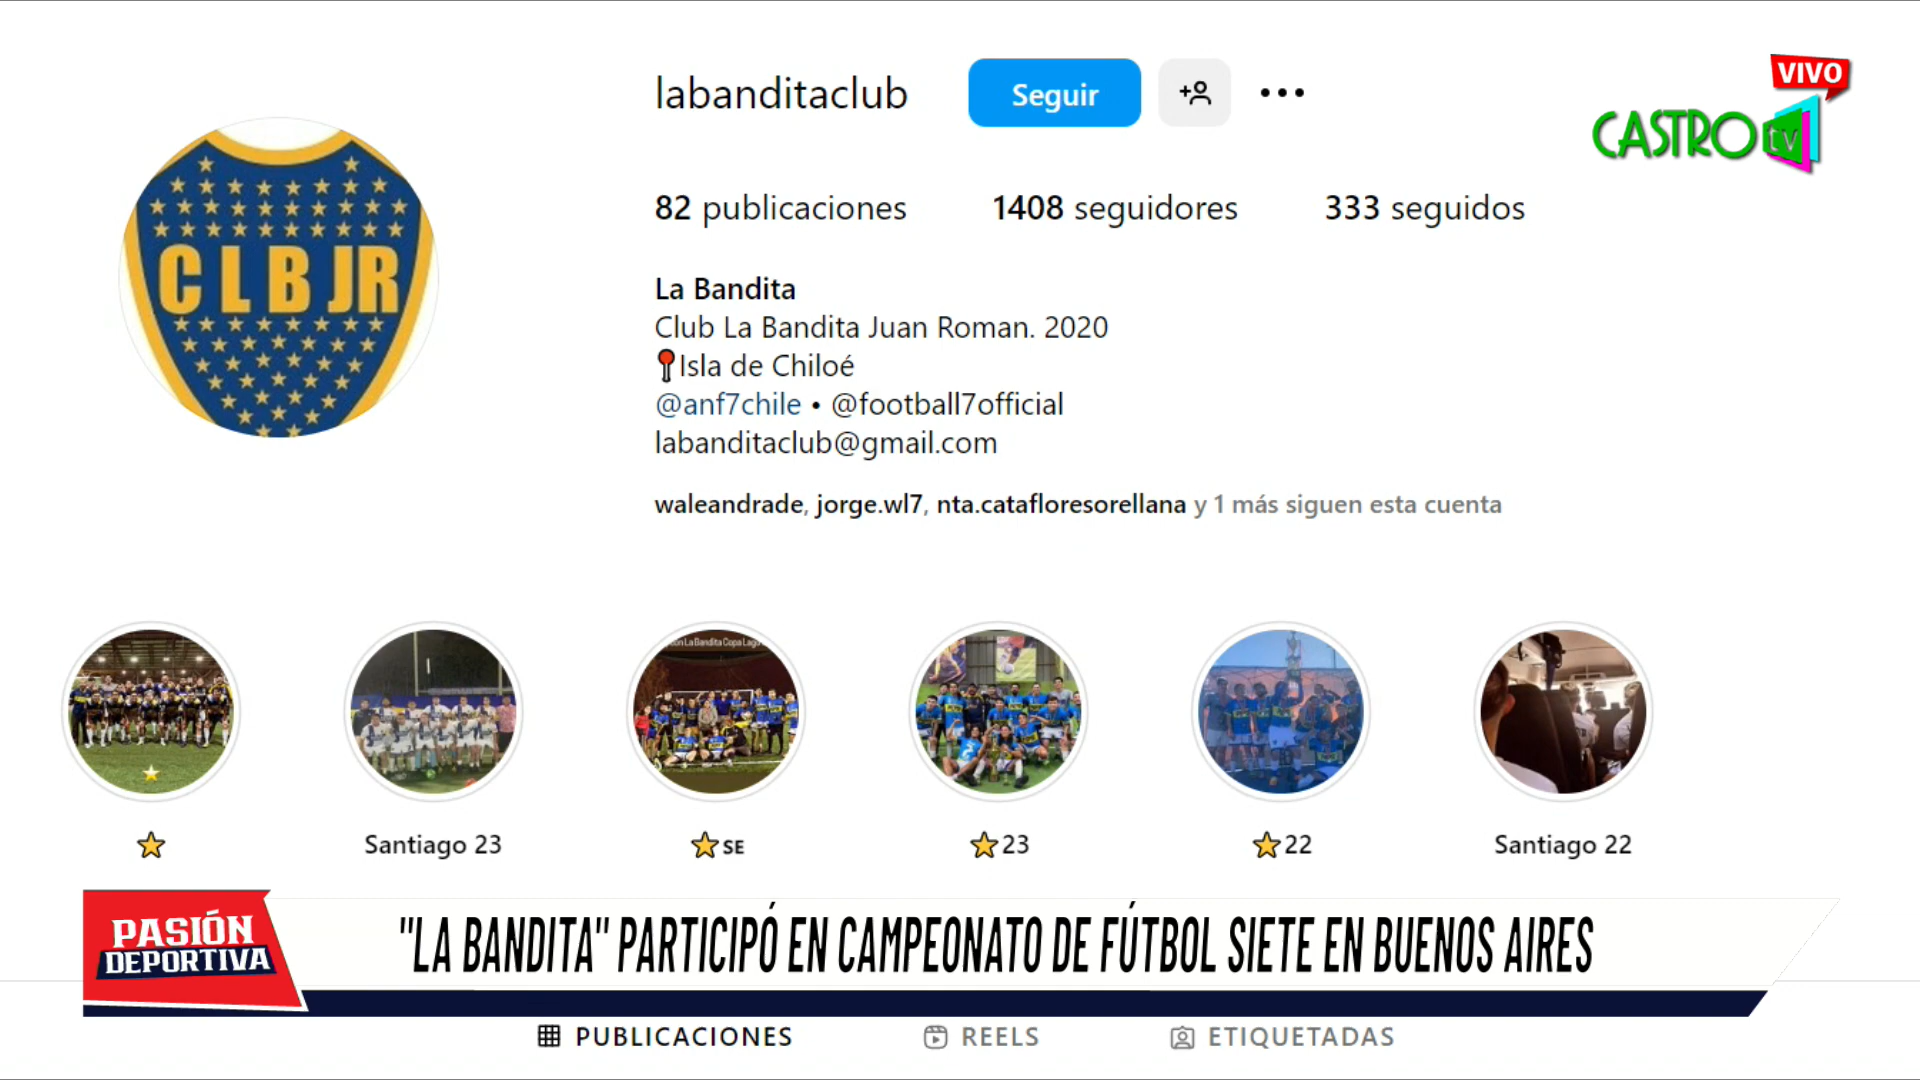 labanditaclub
Seguir
VIVO
CASTRO tv
82 publicaciones
1408 seguidores
333 seguidos
CLBJR
La Bandita
Club La Bandita Juan Roman. 2020
📍Isla de Chiloé
@anf7chile • @football7official
labanditaclub@gmail.com
waleandrade, jorge.wl7, nta.catafloresorellana y 1 más siguen esta cuenta
La Bandita Copa
⭐
Santiago 23
⭐SE
⭐23
⭐22
Santiago 22
PASIÓN
DEPORTIVA
"LA BANDITA" PARTICIPÓ EN CAMPEONATO DE FÚTBOL SIETE EN BUENOS AIRES
PUBLICACIONES
REELS
ETIQUETADAS